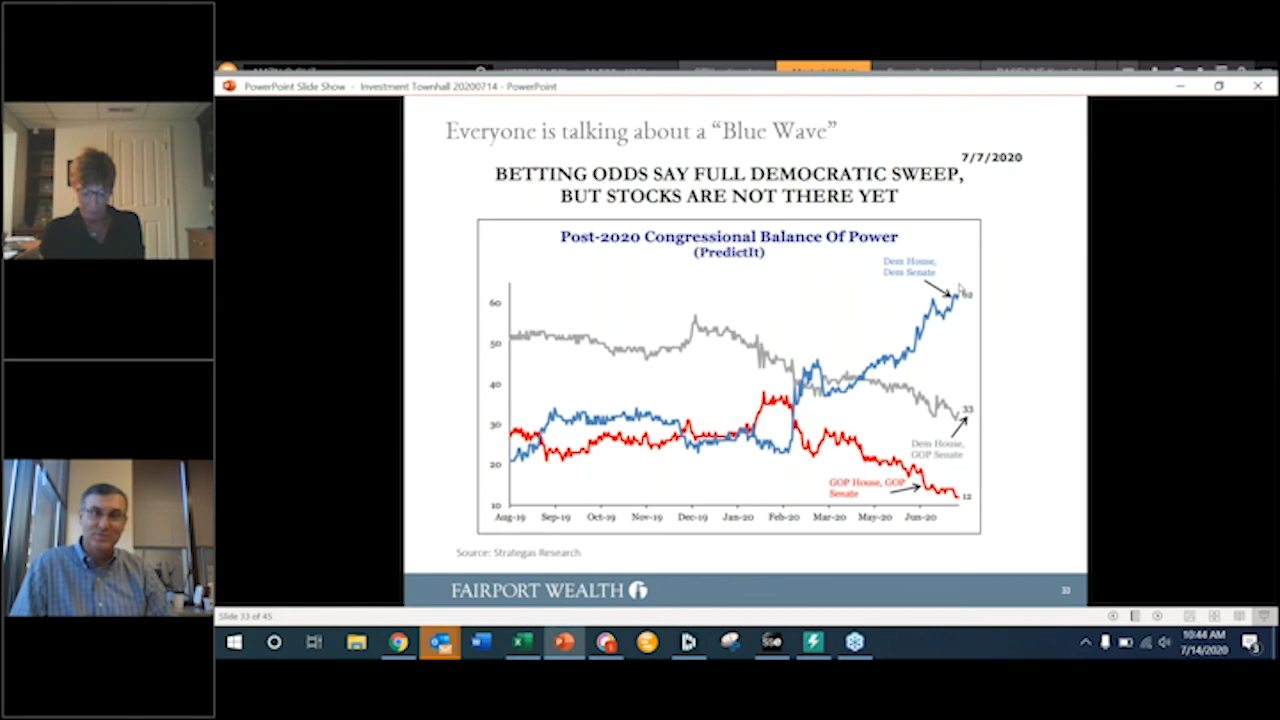 PowerPoint Slide Show - Investment Townhall 20200714 - PowerPoint
Everyone is talking about a “Blue Wave”
7/7/2020
BETTING ODDS SAY FULL DEMOCRATIC SWEEP,
BUT STOCKS ARE NOT THERE YET
Post-2020 Congressional Balance Of Power
(PredictIt)
Dem House,
Dem Senate
62
60
50
40
30
20
10
33
Dem House,
GOP Senate
GOP House, GOP
Senate
12
Aug-19 Sep-19 Oct-19 Nov-19 Dec-19 Jan-20 Feb-20 Mar-20 May-20 Jun-20
Source: Strategas Research
FAIRPORT WEALTH
33
Slide 33 of 45
10:44 AM
7/14/2020
3